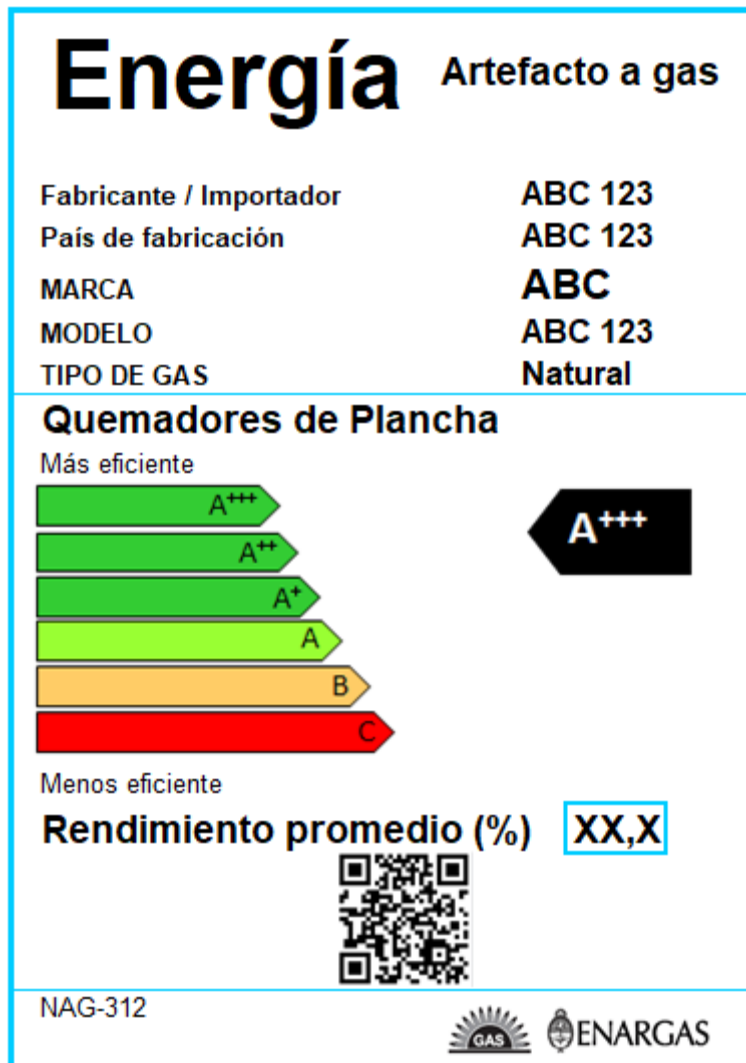 Energía Artefacto a gas
Fabricante / Importador ABC 123
País de fabricación ABC 123
MARCA ABC
MODELO ABC 123
TIPO DE GAS Natural
Quemadores de Plancha
Más eficiente
A+++ A+++
A++
A+
A
B
C
Menos eficiente
Rendimiento promedio (%) XX,X
NAG-312
GAS ENARGAS